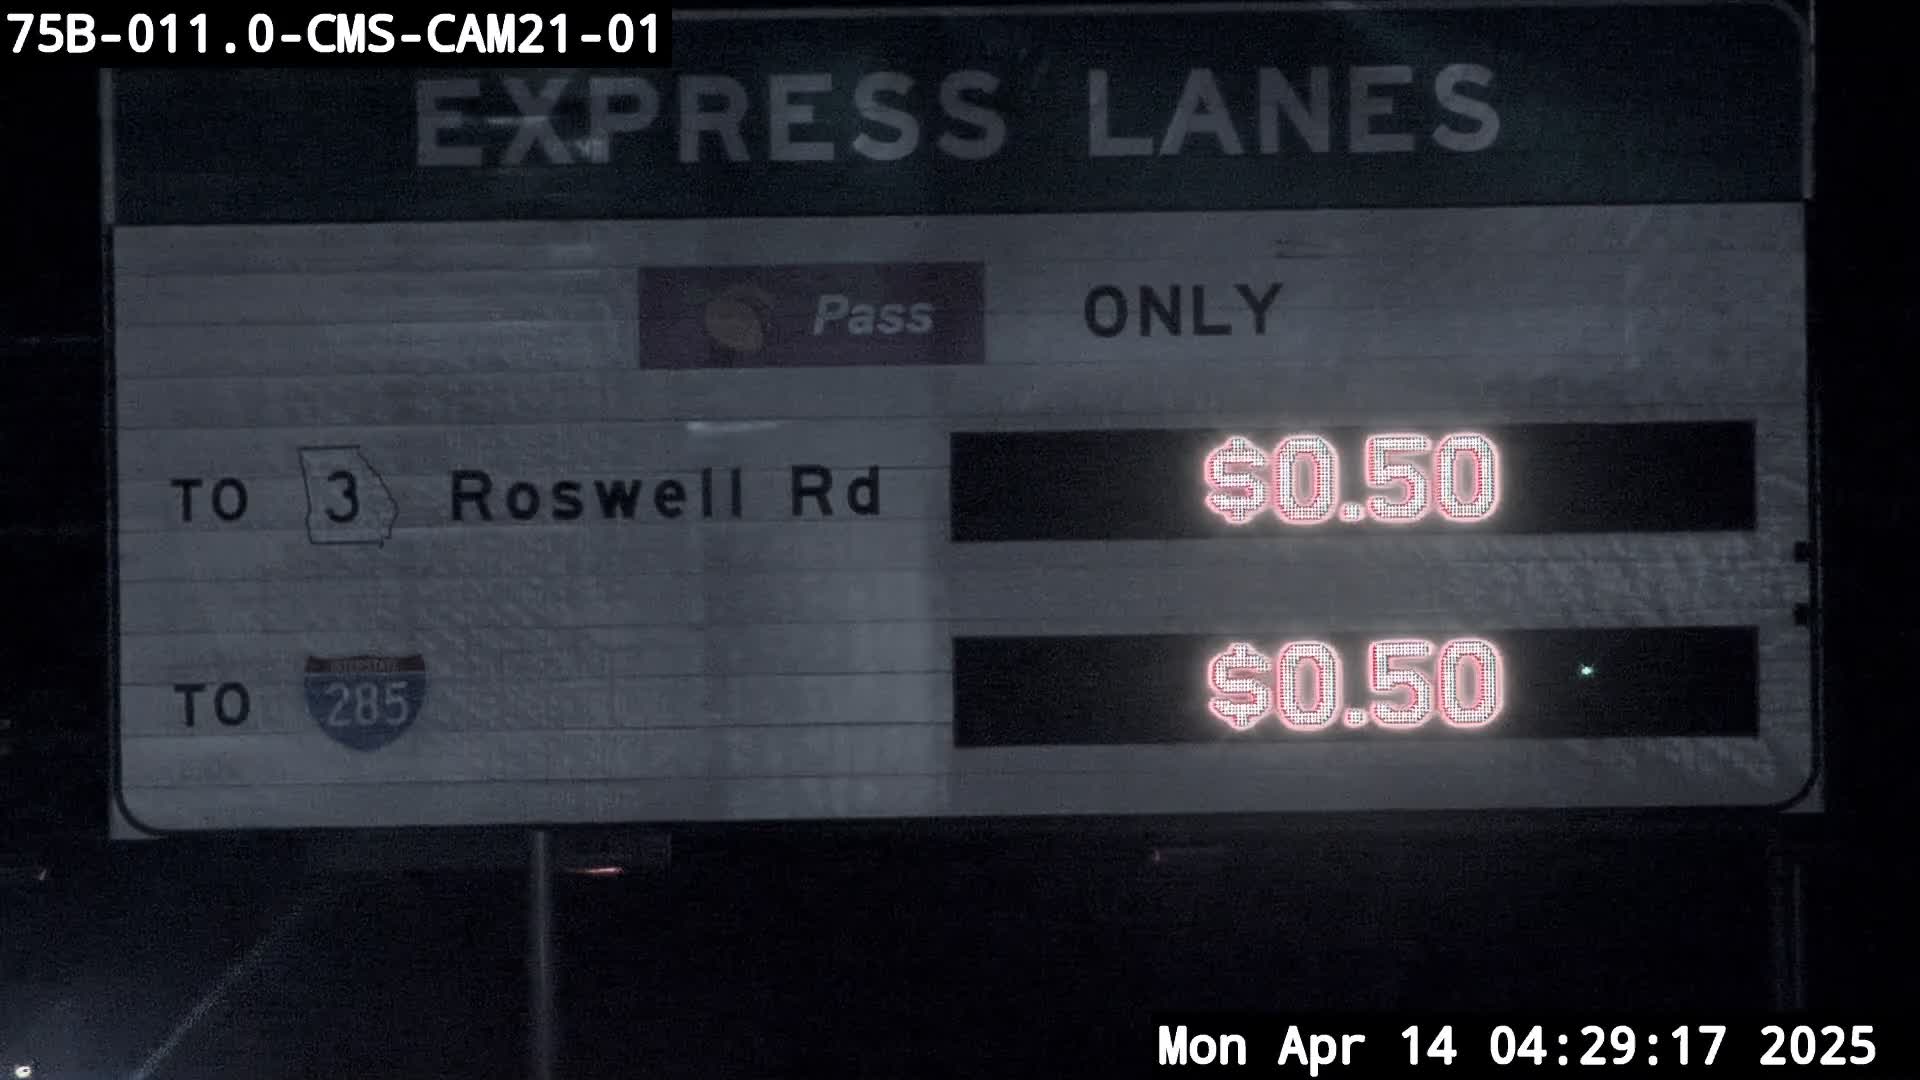 75B-011.0-CMS-CAM21-01
EXPRESS LANES
Pass ONLY
TO 3 Roswell Rd $0.50
INTERSTATE
TO 285 $0.50
Mon Apr 14 04:29:17 2025